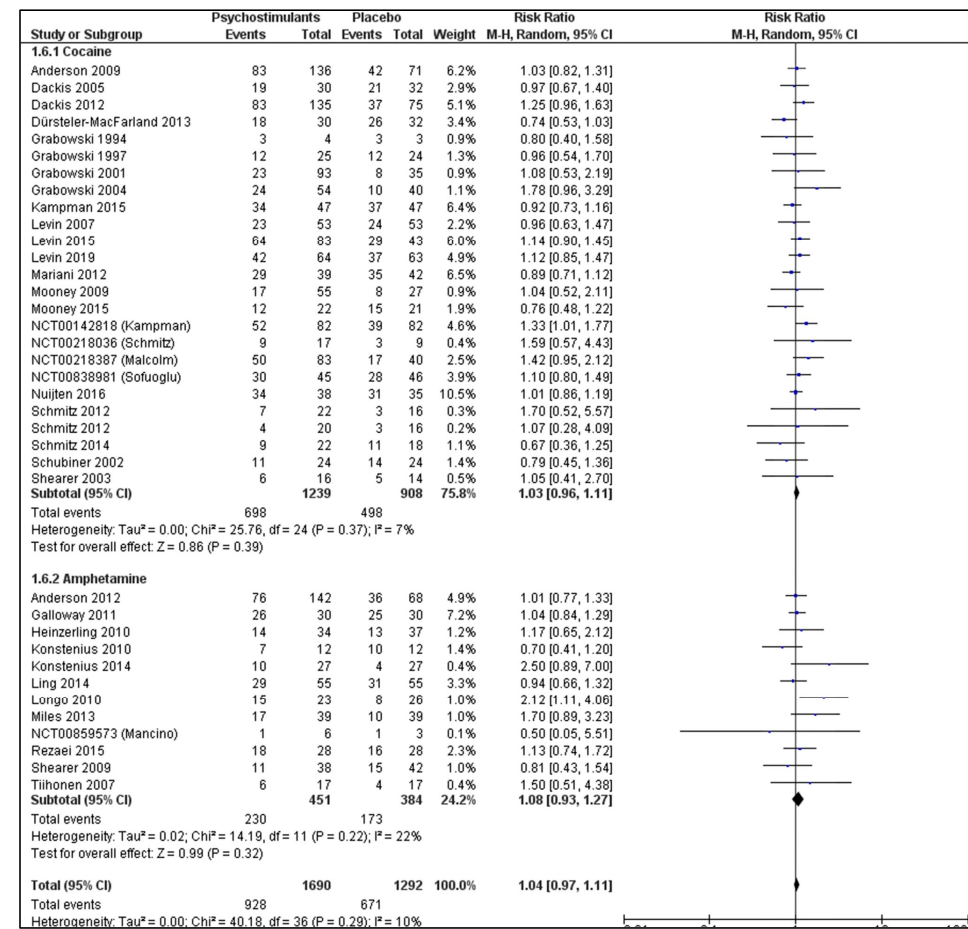 Psychostimulants Placebo Risk Ratio Risk Ratio
Study or Subgroup Events Total Events Total Weight M-H, Random, 95% CI M-H, Random, 95% CI
1.6.1 Cocaine
Anderson 2009 83 136 42 71 6.2% 1.03 [0.82, 1.31]
Dackis 2005 19 30 21 32 2.9% 0.97 [0.67, 1.40]
Dackis 2012 83 135 37 75 5.1% 1.25 [0.96, 1.63]
Dürsteler-MacFarland 2013 18 30 26 32 3.4% 0.74 [0.53, 1.03]
Grabowski 1994 3 4 3 3 0.9% 0.80 [0.40, 1.58]
Grabowski 1997 12 25 12 24 1.3% 0.96 [0.54, 1.70]
Grabowski 2001 23 93 8 35 0.8% 1.08 [0.53, 2.19]
Grabowski 2004 24 54 10 40 1.1% 1.78 [0.96, 3.29]
Kampman 2015 34 47 37 47 6.4% 0.92 [0.73, 1.16]
Levin 2007 23 53 24 53 2.2% 0.96 [0.63, 1.47]
Levin 2015 64 83 29 43 6.0% 1.14 [0.90, 1.45]
Levin 2019 42 64 37 63 4.9% 1.12 [0.85, 1.47]
Mariani 2012 29 39 35 42 6.5% 0.89 [0.71, 1.12]
Mooney 2009 17 55 8 27 0.9% 1.04 [0.52, 2.11]
Mooney 2015 12 22 15 21 1.8% 0.76 [0.48, 1.22]
NCT00142818 (Kampman) 52 82 39 82 4.6% 1.33 [1.01, 1.77]
NCT00218036 (Schmitz) 9 17 3 9 0.4% 1.59 [0.57, 4.43]
NCT00218387 (Malcolm) 50 83 17 40 2.5% 1.42 [0.95, 2.12]
NCT00838981 (Sofuoglu) 30 45 28 46 3.9% 1.10 [0.80, 1.49]
Nuijten 2016 34 38 31 35 10.5% 1.01 [0.86, 1.19]
Schmitz 2012 7 22 3 16 0.3% 1.70 [0.52, 5.57]
Schmitz 2012 4 20 3 16 0.2% 1.07 [0.28, 4.09]
Schmitz 2014 9 22 11 18 1.1% 0.67 [0.36, 1.25]
Schubiner 2002 11 24 14 24 1.4% 0.79 [0.45, 1.36]
Shearer 2003 6 16 5 14 0.5% 1.05 [0.41, 2.70]
Subtotal (95% CI) 1239 908 75.8% 1.03 [0.96, 1.11]
Total events 698 498
Heterogeneity: Tau² = 0.00; Chi² = 25.76, df = 24 (P = 0.37); I² = 7%
Test for overall effect: Z = 0.86 (P = 0.39)
1.6.2 Amphetamine
Anderson 2012 76 142 36 68 4.9% 1.01 [0.77, 1.33]
Galloway 2011 26 30 25 30 7.2% 1.04 [0.84, 1.29]
Heinzerling 2010 14 34 13 37 1.2% 1.17 [0.65, 2.12]
Konstenius 2010 7 12 10 12 1.4% 0.70 [0.41, 1.20]
Konstenius 2014 10 27 4 27 0.4% 2.50 [0.89, 7.00]
Ling 2014 29 55 31 55 3.3% 0.94 [0.66, 1.32]
Longo 2010 15 23 8 26 1.0% 2.12 [1.11, 4.06]
Miles 2013 17 39 10 39 1.0% 1.70 [0.89, 3.23]
NCT00859573 (Mancino) 1 6 1 3 0.1% 0.50 [0.05, 5.51]
Rezaei 2015 18 28 16 28 2.3% 1.13 [0.74, 1.72]
Shearer 2009 11 38 15 42 1.0% 0.81 [0.43, 1.54]
Tiihonen 2007 6 17 4 17 0.4% 1.50 [0.51, 4.38]
Subtotal (95% CI) 451 384 24.2% 1.08 [0.93, 1.27]
Total events 230 173
Heterogeneity: Tau² = 0.02; Chi² = 14.19, df = 11 (P = 0.22); I² = 22%
Test for overall effect: Z = 0.99 (P = 0.32)
Total (95% CI) 1690 1292 100.0% 1.04 [0.97, 1.11]
Total events 928 671
Heterogeneity: Tau² = 0.00; Chi² = 40.18, df = 36 (P = 0.29); I² = 10%